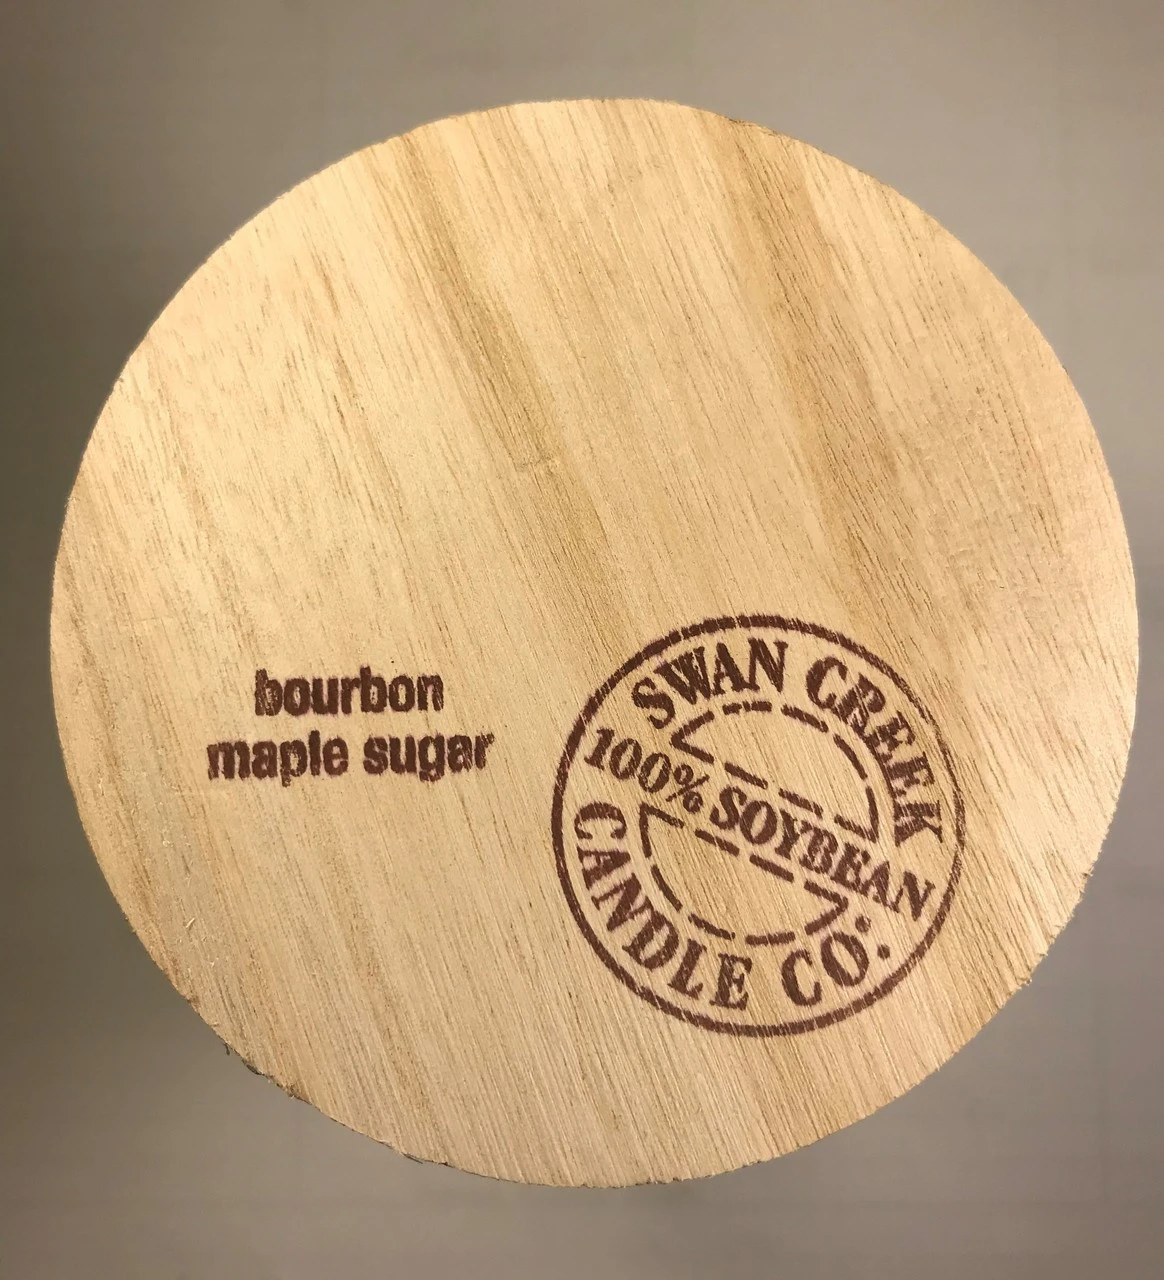 bourbon
maple sugar
SWAN CREEK
100% SOYBEAN
CANDLE CO.